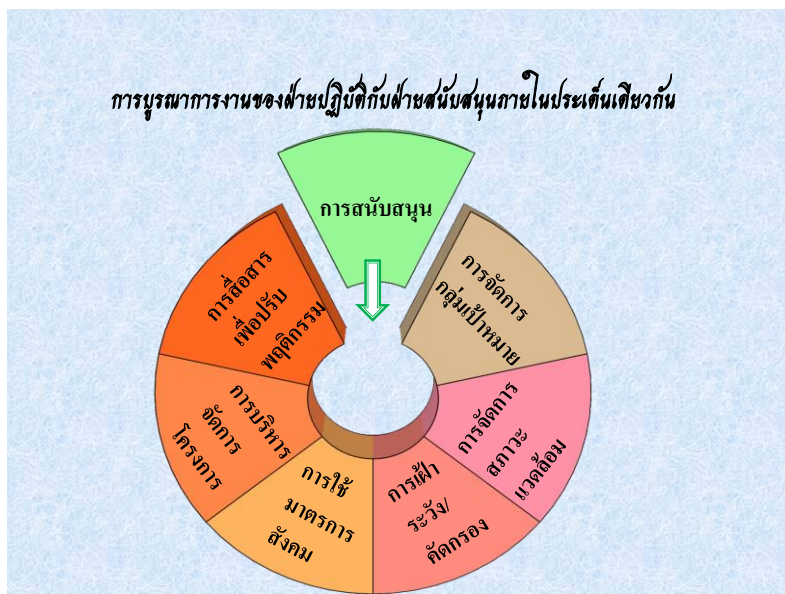 การบูรณาการงานของฝ่ายปฏิบัติกับฝ่ายสนับสนุนภายในประเด็นเดียวกัน
การสนับสนุน
การจัดการ
กลุ่มเป้าหมาย
การจัดการ
สภาวะ
แวดล้อม
การเฝ้า
ระวัง/
คัดกรอง
การใช้
มาตรการ
สังคม
การบริหาร
จัดการ
โครงการ
การสื่อสาร
เพื่อปรับ
พฤติกรรม